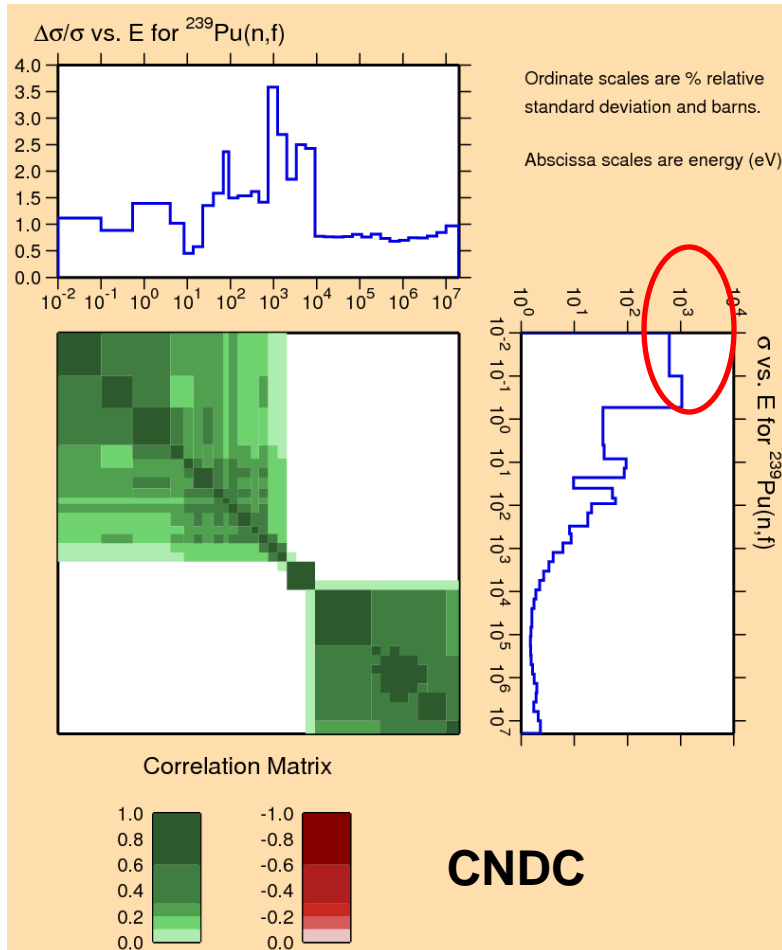 Δσ/σ vs. E for ²³⁹Pu(n,f)
4.0
3.5
3.0
2.5
2.0
1.5
1.0
0.5
0.0
10⁻² 10⁻¹ 10⁰ 10¹ 10² 10³ 10⁴ 10⁵ 10⁶ 10⁷
Ordinate scales are % relative
standard deviation and barns.
Abscissa scales are energy (eV)
10⁰ 10¹ 10² 10³ 10⁴
10⁻² 10⁻¹ 10⁰ 10¹ 10² 10³ 10⁴ 10⁵ 10⁶ 10⁷
σ vs. E for ²³⁹Pu(n,f)
Correlation Matrix
1.0
0.8
0.6
0.4
0.2
0.0
-1.0
-0.8
-0.6
-0.4
-0.2
0.0
CNDC